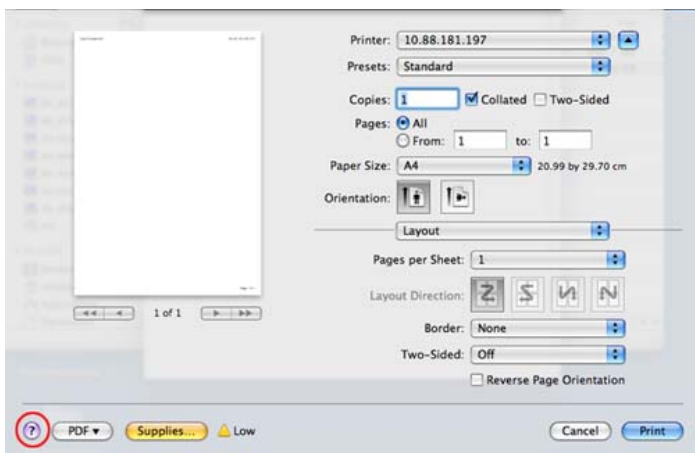 Printer: 10.88.181.197
Presets: Standard
Copies: 1 Collated Two-Sided
Pages: All
From: 1 to: 1
Paper Size: A4 20.99 by 29.70 cm
Orientation:
Layout
Pages per Sheet: 1
Layout Direction:
Border: None
Two-Sided: Off
Reverse Page Orientation
1 of 1
? PDF Supplies... Low Cancel Print